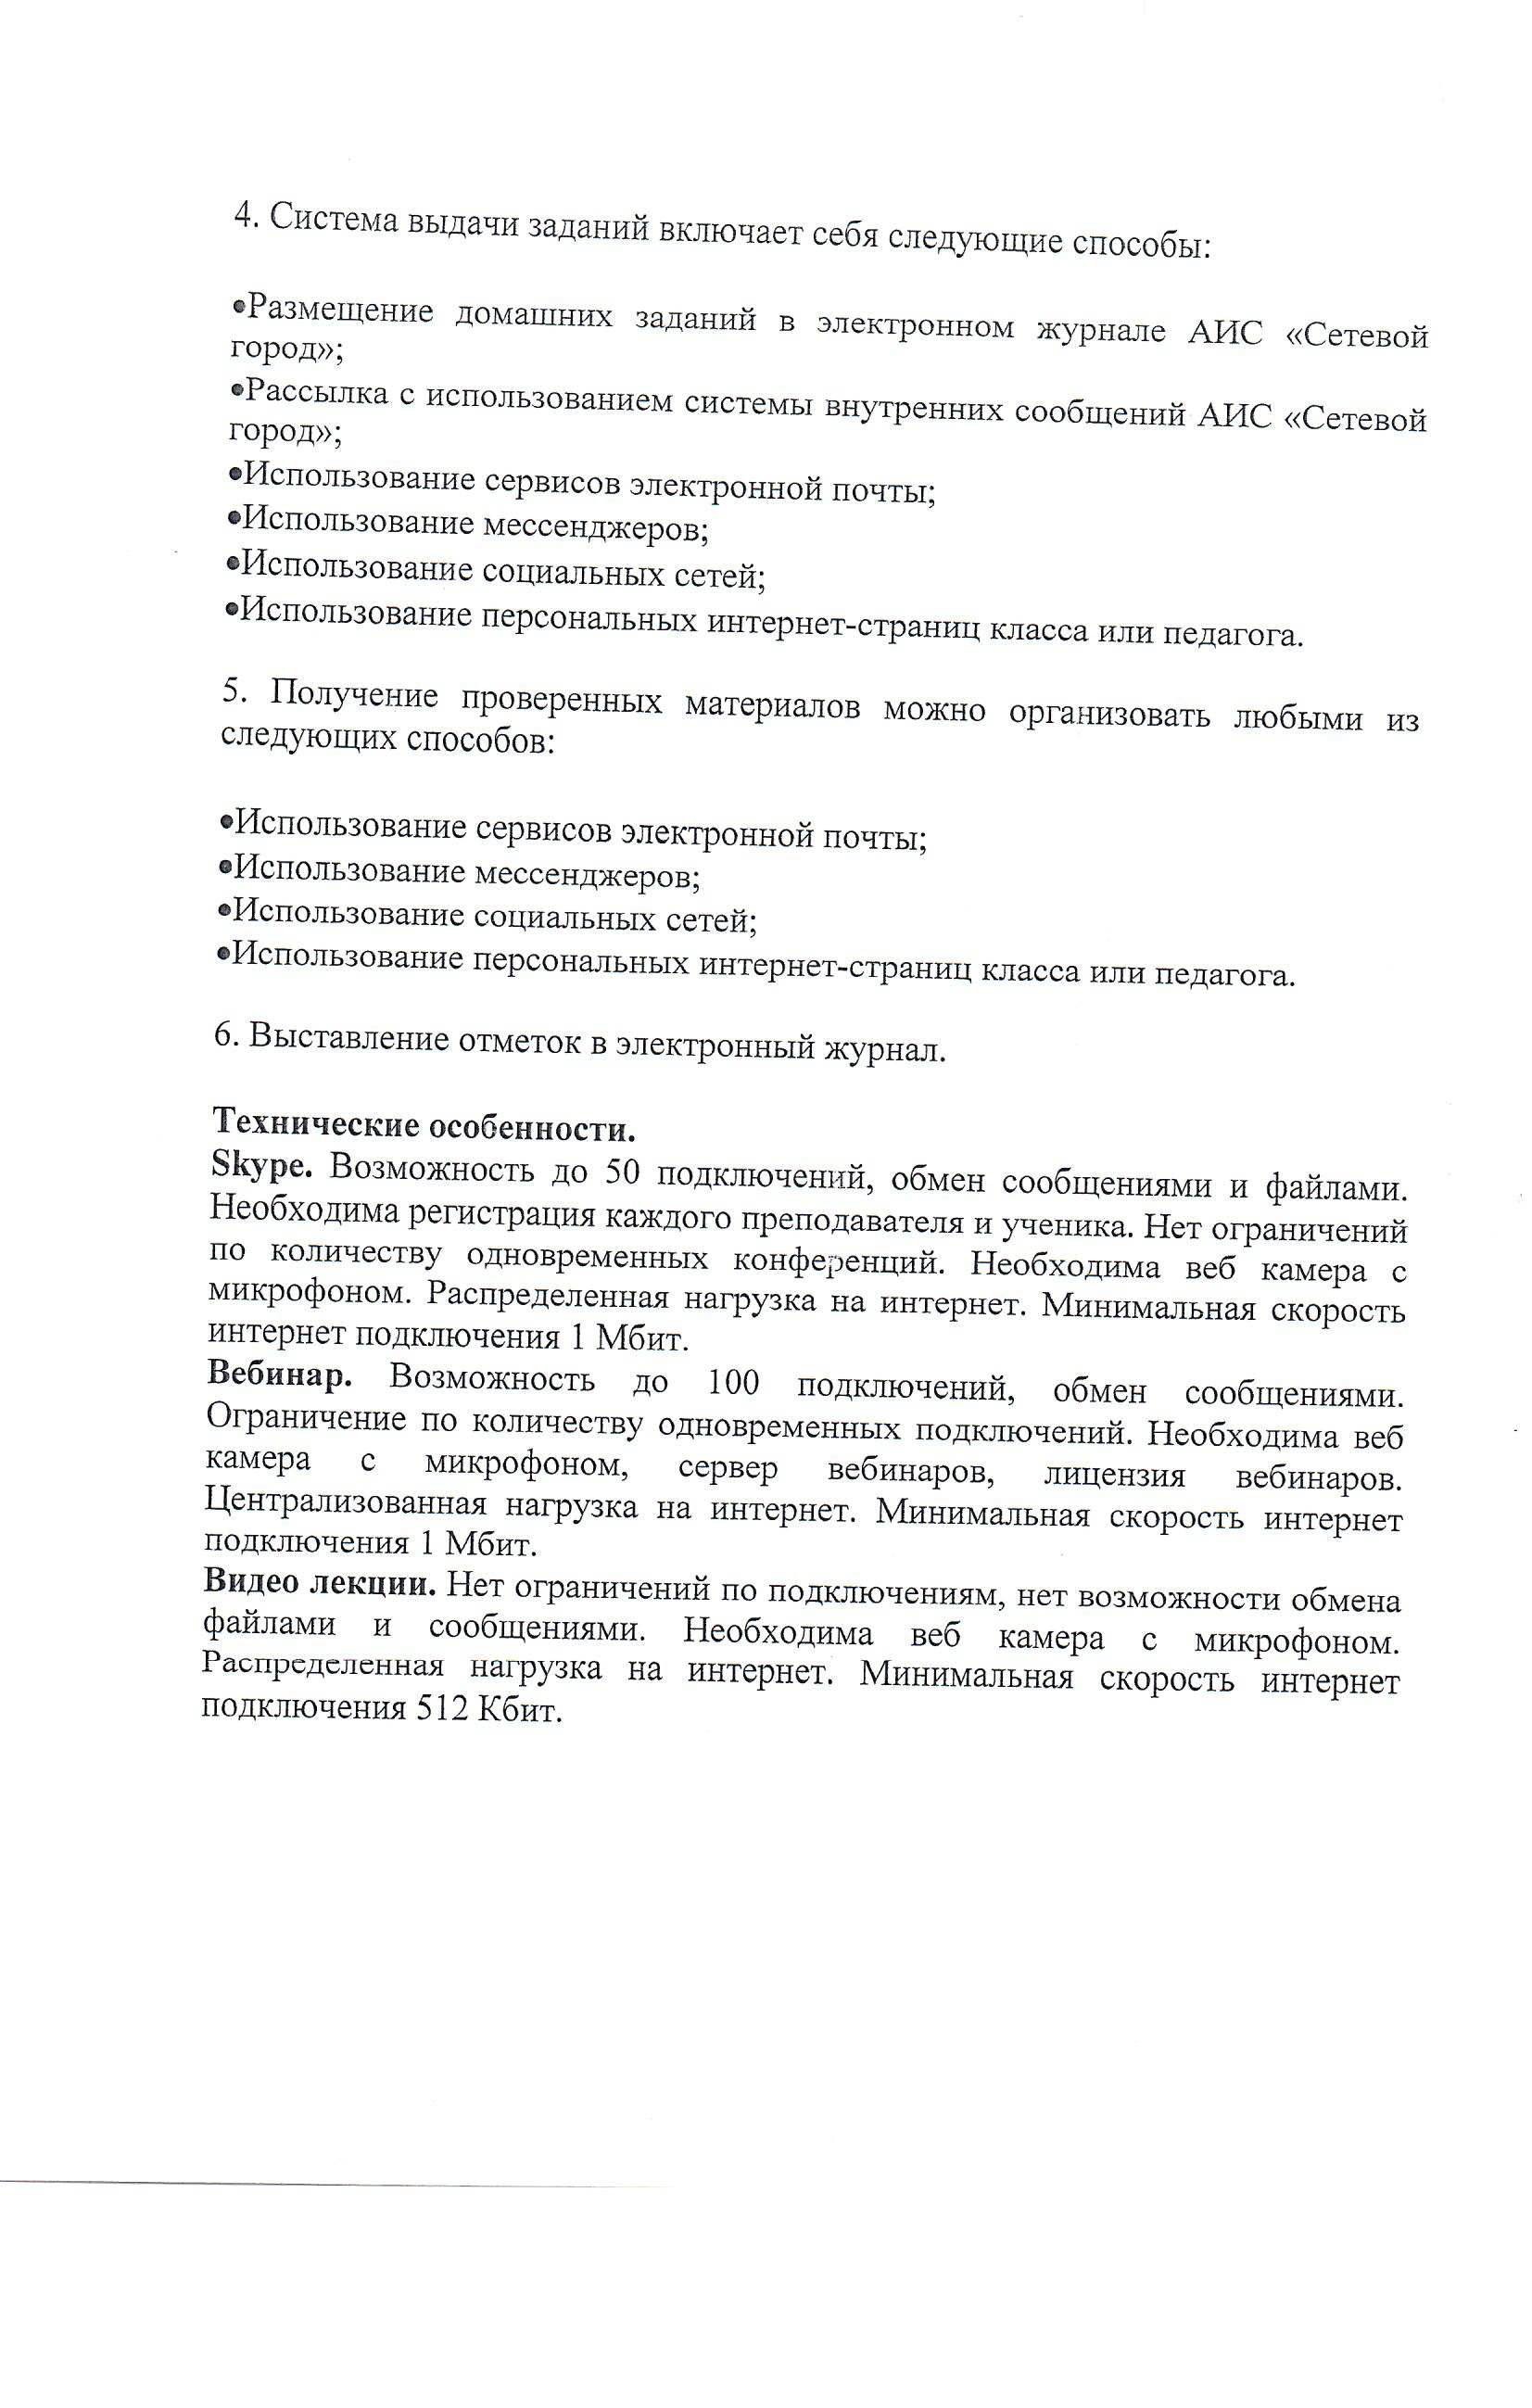 4. Система выдачи заданий включает себя следующие способы:
•Размещение домашних заданий в электронном журнале АИС «Сетевой
город»;
•Рассылка с использованием системы внутренних сообщений АИС «Сетевой
город»;
•Использование сервисов электронной почты;
•Использование мессенджеров;
•Использование социальных сетей;
•Использование персональных интернет-страниц класса или педагога.
5. Получение проверенных материалов можно организовать любыми из
следующих способов:
•Использование сервисов электронной почты;
•Использование мессенджеров;
•Использование социальных сетей;
•Использование персональных интернет-страниц класса или педагога.
6. Выставление отметок в электронный журнал.
Технические особенности.
Skype. Возможность до 50 подключений, обмен сообщениями и файлами.
Необходима регистрация каждого преподавателя и ученика. Нет ограничений
по количеству одновременных конференций. Необходима веб камера с
микрофоном. Распределенная нагрузка на интернет. Минимальная скорость
интернет подключения 1 Мбит.
Вебинар. Возможность до 100 подключений, обмен сообщениями.
Ограничение по количеству одновременных подключений. Необходима веб
камера с микрофоном, сервер вебинаров, лицензия вебинаров.
Централизованная нагрузка на интернет. Минимальная скорость интернет
подключения 1 Мбит.
Видео лекции. Нет ограничений по подключениям, нет возможности обмена
файлами и сообщениями. Необходима веб камера с микрофоном.
Распределенная нагрузка на интернет. Минимальная скорость интернет
подключения 512 Кбит.